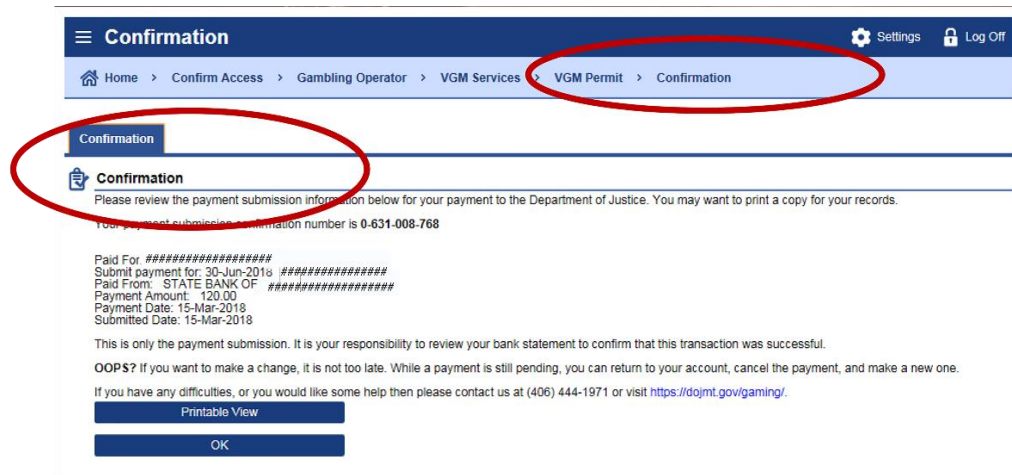 Confirmation Settings Log Off
Home > Confirm Access > Gambling Operator > VGM Services > VGM Permit > Confirmation
Confirmation
Confirmation
Please review the payment submission information below for your payment to the Department of Justice. You may want to print a copy for your records.
Your payment submission confirmation number is 0-631-008-768
Paid For: ###################
Submit payment for: 30-Jun-2018 ################
Paid From: STATE BANK OF ###################
Payment Amount: 120.00
Payment Date: 15-Mar-2018
Submitted Date: 15-Mar-2018
This is only the payment submission. It is your responsibility to review your bank statement to confirm that this transaction was successful.
OOPS? If you want to make a change, it is not too late. While a payment is still pending, you can return to your account, cancel the payment, and make a new one.
If you have any difficulties, or you would like some help then please contact us at (406) 444-1971 or visit https://dojmt.gov/gaming/.
Printable View
OK